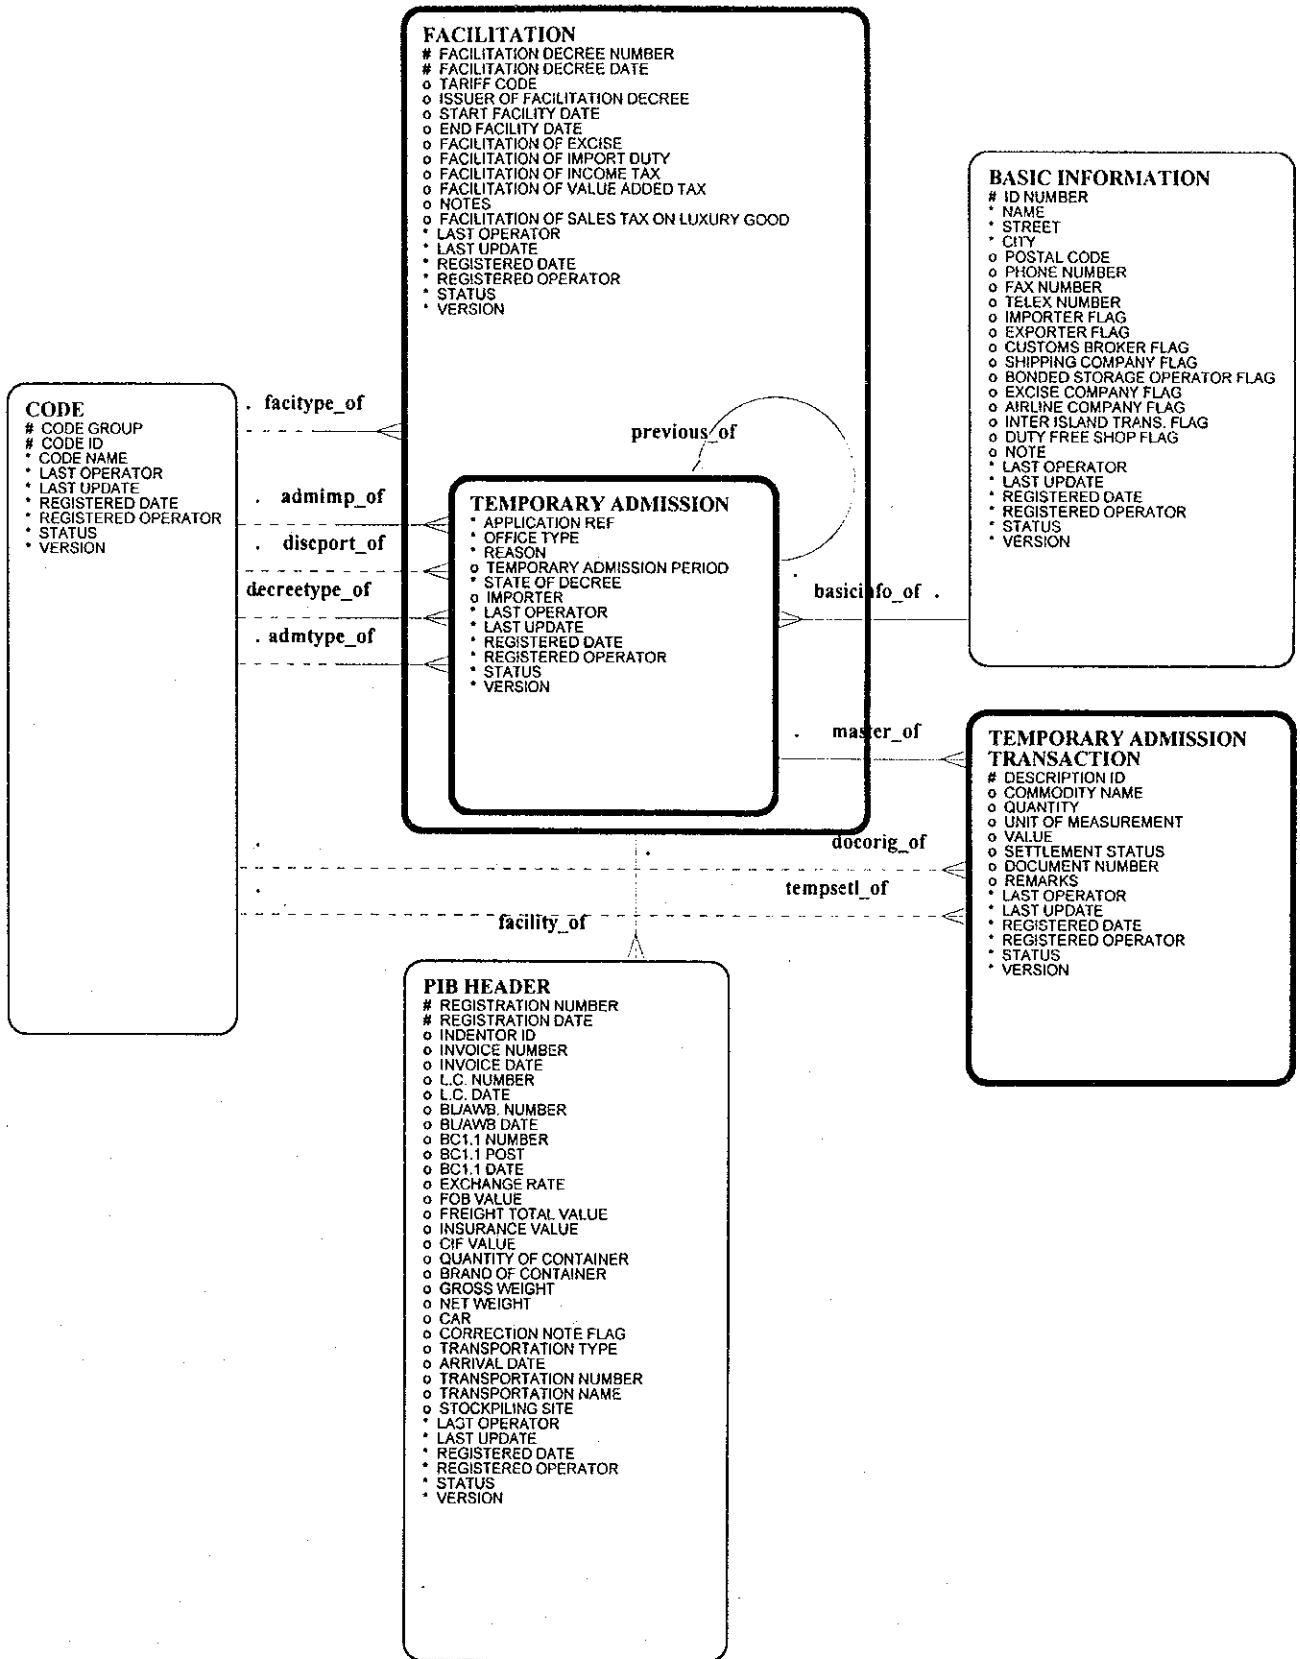 FACILITATION
# FACILITATION DECREE NUMBER
# FACILITATION DECREE DATE
o TARIFF CODE
o ISSUER OF FACILITATION DECREE
o START FACILITY DATE
o END FACILITY DATE
o FACILITATION OF EXCISE
o FACILITATION OF IMPORT DUTY
o FACILITATION OF INCOME TAX
o FACILITATION OF VALUE ADDED TAX
o NOTES
o FACILITATION OF SALES TAX ON LUXURY GOOD
* LAST OPERATOR
* LAST UPDATE
* REGISTERED DATE
* REGISTERED OPERATOR
* STATUS
* VERSION
BASIC INFORMATION
# ID NUMBER
* NAME
* STREET
* CITY
o POSTAL CODE
o PHONE NUMBER
o FAX NUMBER
o TELEX NUMBER
o IMPORTER FLAG
o EXPORTER FLAG
o CUSTOMS BROKER FLAG
o SHIPPING COMPANY FLAG
o BONDED STORAGE OPERATOR FLAG
o EXCISE COMPANY FLAG
o AIRLINE COMPANY FLAG
o INTER ISLAND TRANS. FLAG
o DUTY FREE SHOP FLAG
o NOTE
* LAST OPERATOR
* LAST UPDATE
* REGISTERED DATE
* REGISTERED OPERATOR
* STATUS
* VERSION
CODE
# CODE GROUP
# CODE ID
* CODE NAME
* LAST OPERATOR
* LAST UPDATE
* REGISTERED DATE
* REGISTERED OPERATOR
* STATUS
* VERSION
. facitype_of
previous_of
. admimp_of
. discport_of
decreetype_of
. admtype_of
TEMPORARY ADMISSION
* APPLICATION REF
* OFFICE TYPE
* REASON
o TEMPORARY ADMISSION PERIOD
* STATE OF DECREE
o IMPORTER
* LAST OPERATOR
* LAST UPDATE
* REGISTERED DATE
* REGISTERED OPERATOR
* STATUS
* VERSION
basicinfo_of .
. master_of
TEMPORARY ADMISSION
TRANSACTION
# DESCRIPTION ID
o COMMODITY NAME
o QUANTITY
o UNIT OF MEASUREMENT
o VALUE
o SETTLEMENT STATUS
o DOCUMENT NUMBER
o REMARKS
* LAST OPERATOR
* LAST UPDATE
* REGISTERED DATE
* REGISTERED OPERATOR
* STATUS
* VERSION
docorig_of
tempsetl_of
facility_of
PIB HEADER
# REGISTRATION NUMBER
# REGISTRATION DATE
o INDENTOR ID
o INVOICE NUMBER
o INVOICE DATE
o L.C. NUMBER
o L.C. DATE
o BL/AWB. NUMBER
o BL/AWB DATE
o BC1.1 NUMBER
o BC1.1 POST
o BC1.1 DATE
o EXCHANGE RATE
o FOB VALUE
o FREIGHT TOTAL VALUE
o INSURANCE VALUE
o CIF VALUE
o QUANTITY OF CONTAINER
o BRAND OF CONTAINER
o GROSS WEIGHT
o NET WEIGHT
o CAR
o CORRECTION NOTE FLAG
o TRANSPORTATION TYPE
o ARRIVAL DATE
o TRANSPORTATION NUMBER
o TRANSPORTATION NAME
o STOCKPILING SITE
* LAST OPERATOR
* LAST UPDATE
* REGISTERED DATE
* REGISTERED OPERATOR
* STATUS
* VERSION